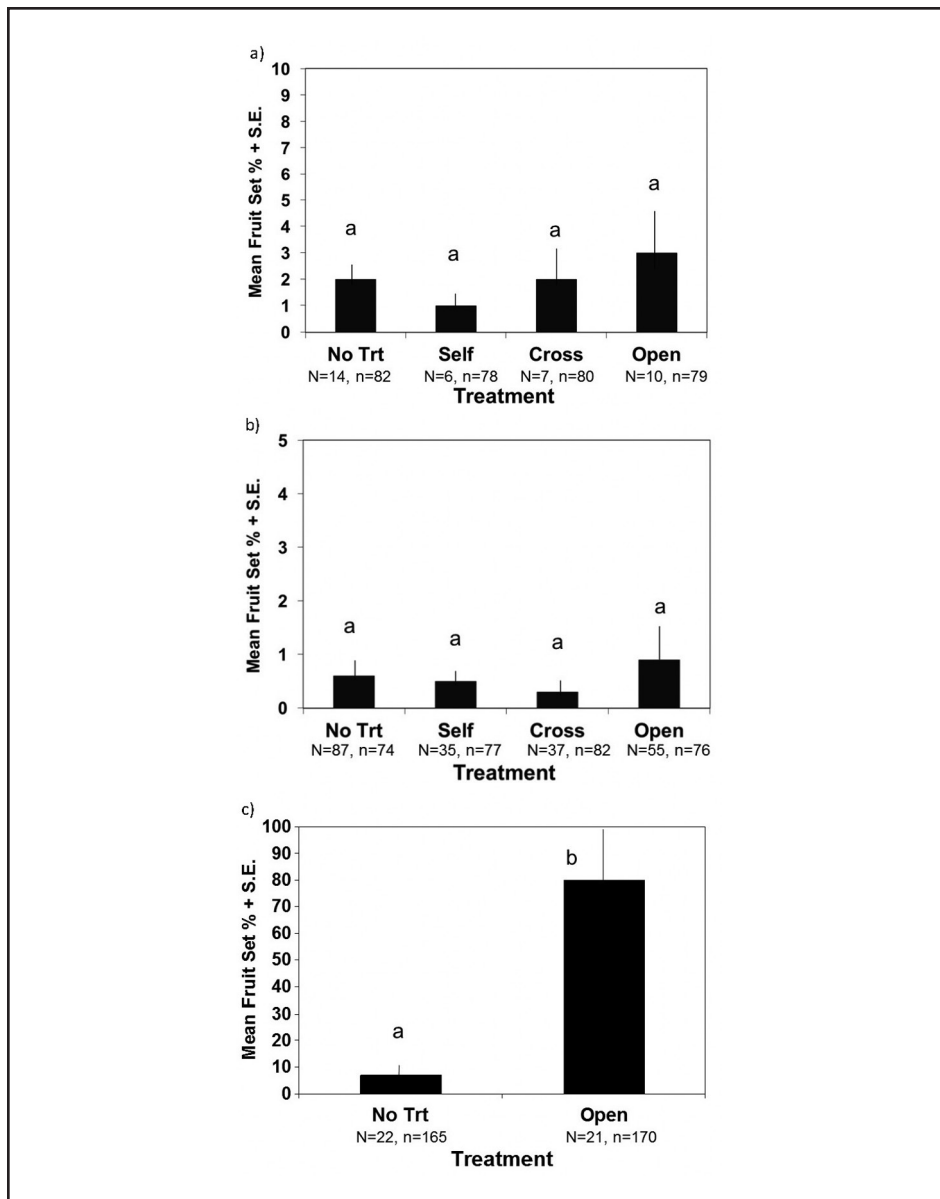 a)
Mean Fruit Set % + S.E.
10
9
8
7
6
5
4
3
2
1
0
a
a
a
a
No Trt Self Cross Open
N=14, n=82 N=6, n=78 N=7, n=80 N=10, n=79
Treatment
b)
Mean Fruit Set % + S.E.
5
4
3
2
1
0
a
a
a
a
No Trt Self Cross Open
N=87, n=74 N=35, n=77 N=37, n=82 N=55, n=76
Treatment
c)
Mean Fruit Set % + S.E.
100
90
80
70
60
50
40
30
20
10
0
a
b
No Trt Open
N=22, n=165 N=21, n=170
Treatment